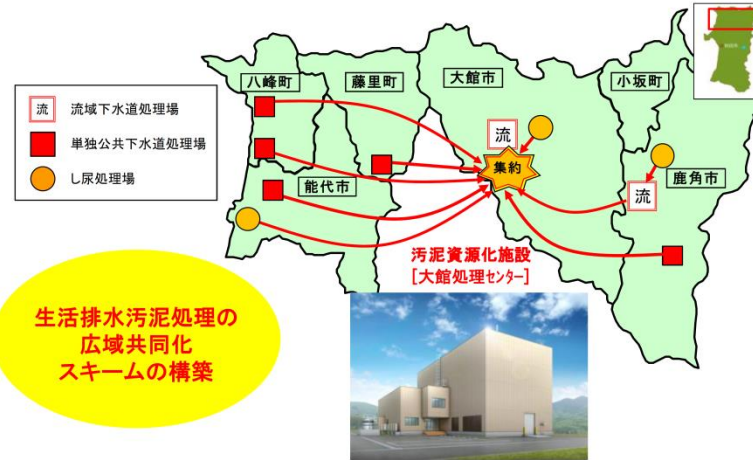 八峰町
藤里町
大館市
小坂町
流 流域下水道処理場
単独公共下水道処理場
し尿処理場
流
集約
流
鹿角市
能代市
汚泥資源化施設
[大館処理センター]
生活排水汚泥処理の
広域共同化
スキームの構築